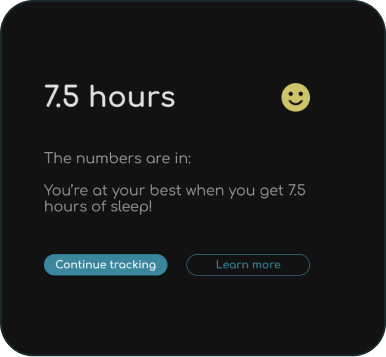 7.5 hours
The numbers are in:
You're at your best when you get 7.5
hours of sleep!
Continue tracking
Learn more